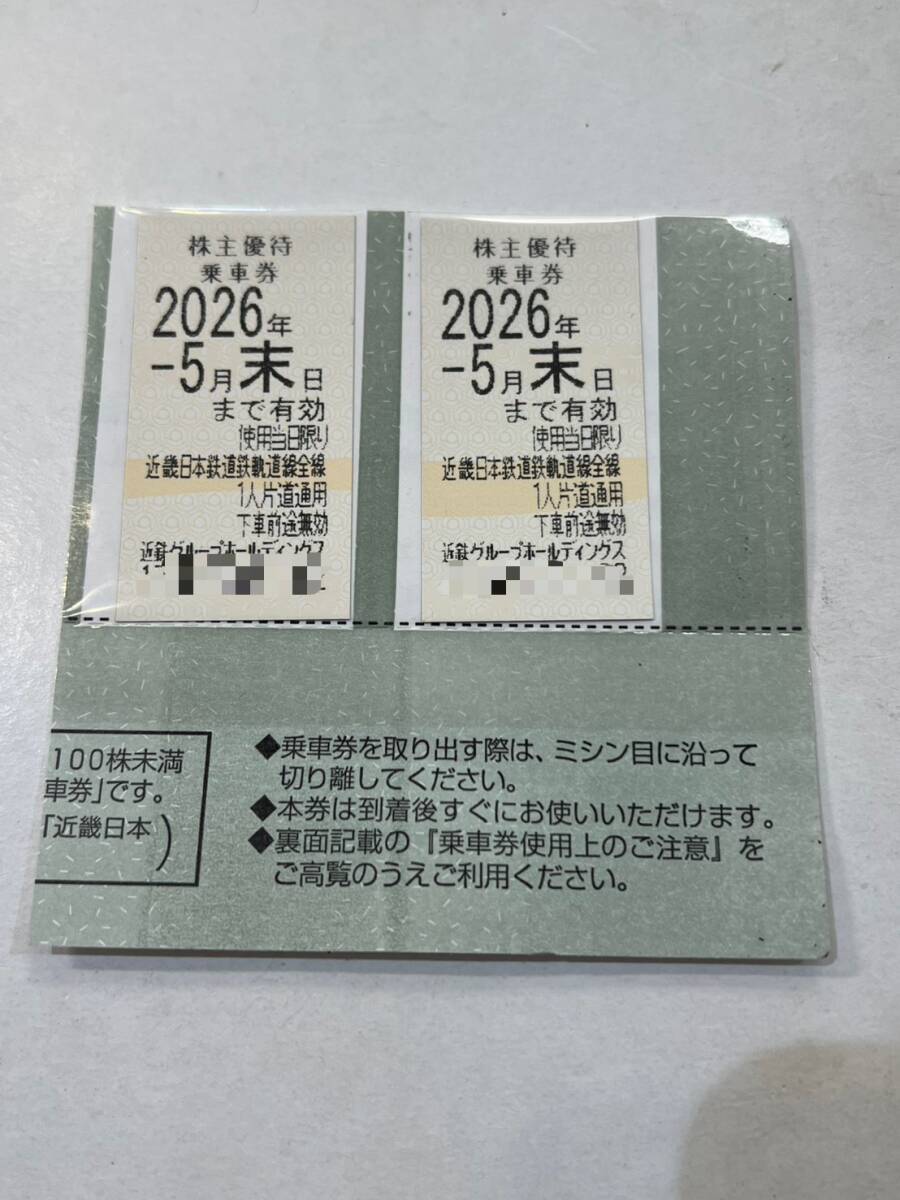 株主優待
乗車券
2026年
-5月末日
まで有効
使用当日限り
近畿日本鉄道鉄軌道線全線
1人片道通用
下車前途無効
近鉄グループホールディングス
株主優待
乗車券
2026年
-5月末日
まで有効
使用当日限り
近畿日本鉄道鉄軌道線全線
1人片道通用
下車前途無効
近鉄グループホールディングス
100株未満
車券」です。
「近畿日本)
◆乗車券を取り出す際は、ミシン目に沿って
切り離してください。
◆本券は到着後すぐにお使いいただけます。
◆裏面記載の『乗車券使用上のご注意』を
ご高覧のうえご利用ください。